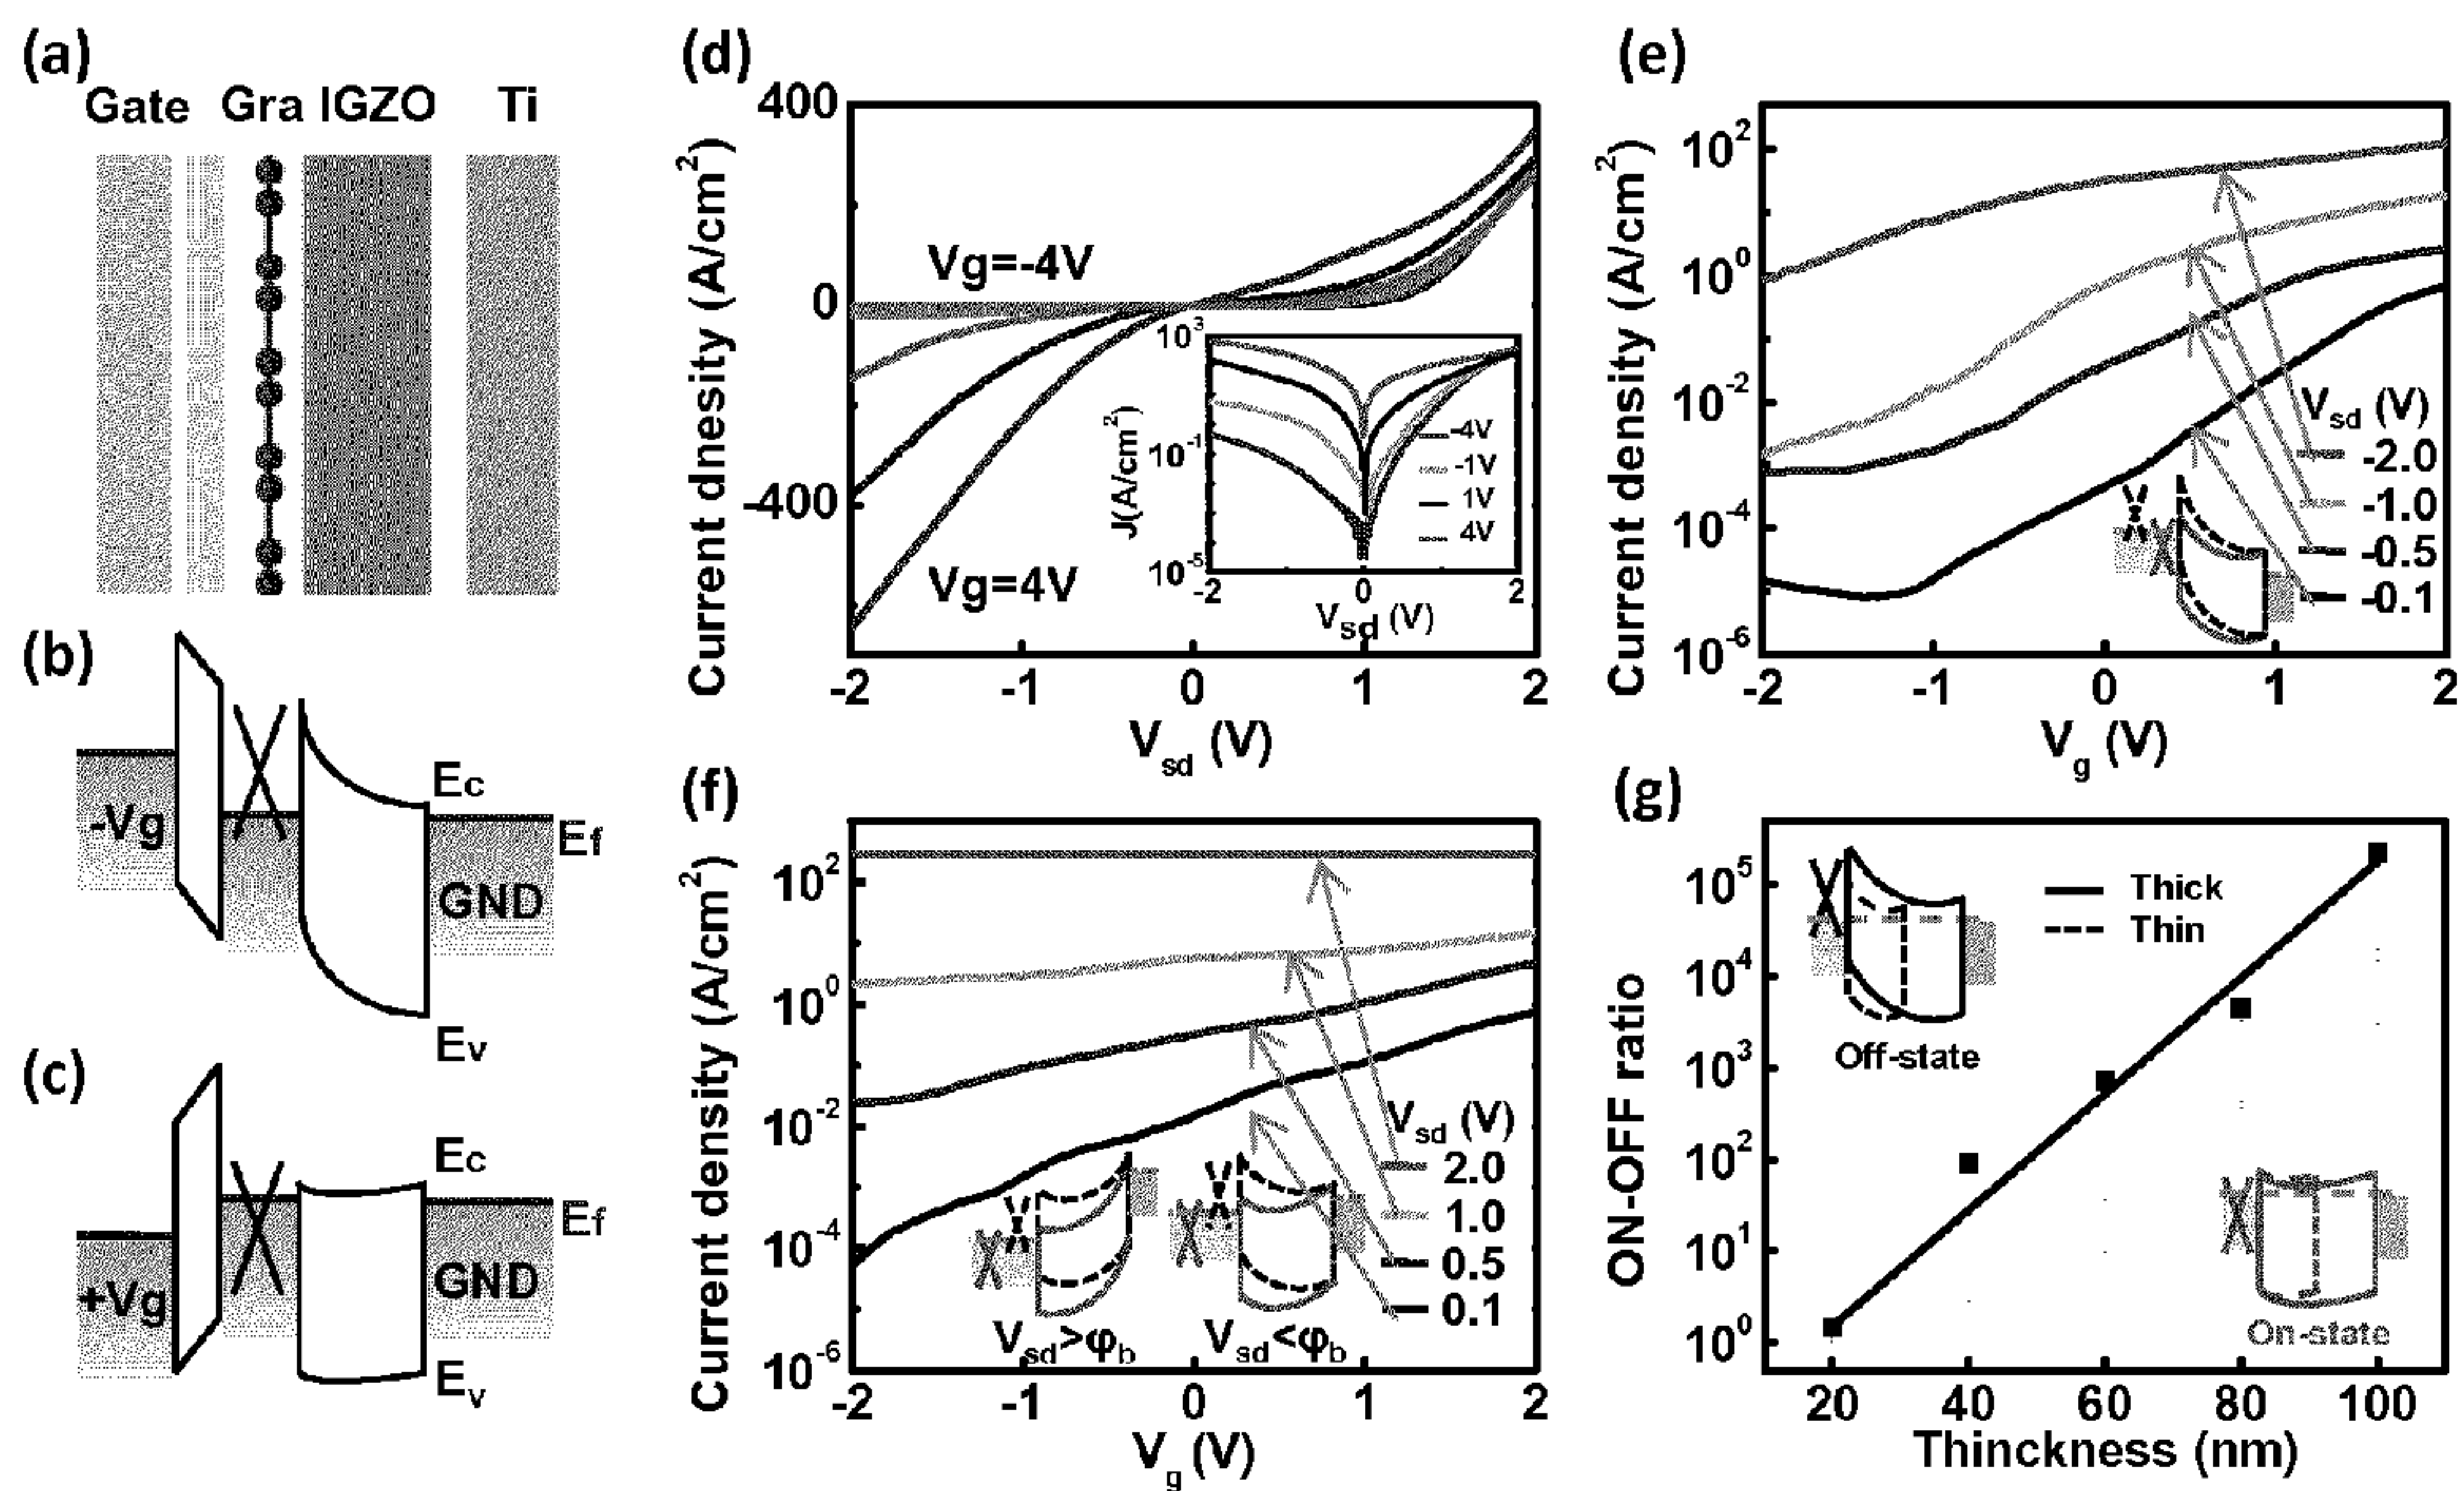 (a)
Gate Gra IGZO Ti
(b)
-Vg
Ec
Ef
GND
Ev
(c)
+Vg
Ec
Ef
GND
Ev
(d)
Current dnesity (A/cm²)
400
0
-400
Vg=-4V
Vg=4V
-2 -1 0 1 2
Vsd (V)
J(A/cm²)
10³
10⁻¹
10⁻⁵
-4V
-1V
1V
4V
-2 0 2
Vsd (V)
(e)
Current density (A/cm²)
10²
10⁰
10⁻²
10⁻⁴
10⁻⁶
Vsd (V)
-2.0
-1.0
-0.5
-0.1
-2 -1 0 1 2
Vg (V)
(f)
Current density (A/cm²)
10²
10⁰
10⁻²
10⁻⁴
10⁻⁶
Vsd (V)
2.0
1.0
0.5
0.1
Vsd>φb Vsd<φb
-2 -1 0 1 2
Vg (V)
(g)
ON-OFF ratio
10⁵
10⁴
10³
10²
10¹
10⁰
Thick
Thin
Off-state
On-state
20 40 60 80 100
Thinckness (nm)